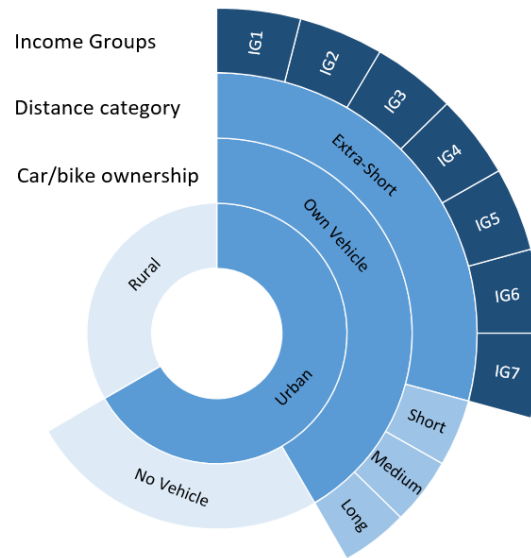 Income Groups
Distance category
Car/bike ownership
IG1
IG2
IG3
IG4
IG5
IG6
IG7
Extra-Short
Short
Medium
Long
Own Vehicle
No Vehicle
Rural
Urban